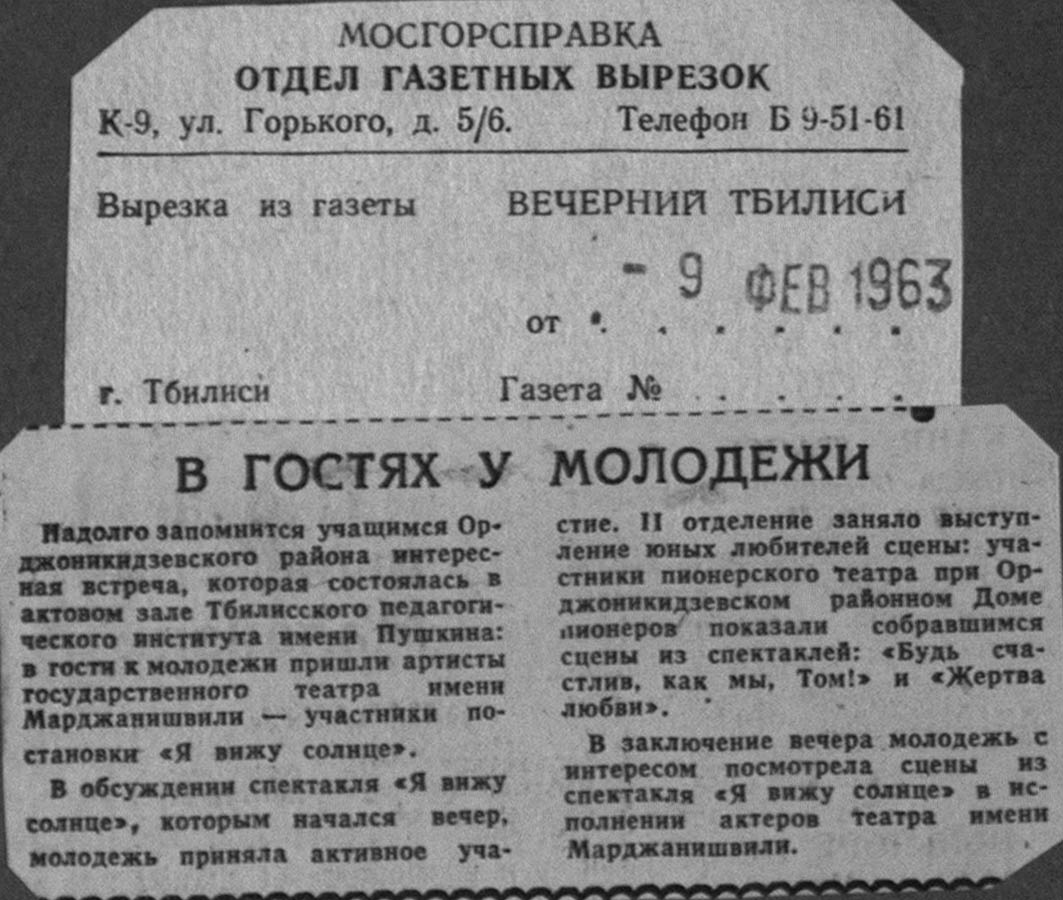 МОСГОРСПРАВКА
ОТДЕЛ ГАЗЕТНЫХ ВЫРЕЗОК
К-9, ул. Горького, д. 5/6. Телефон Б 9-51-61
Вырезка из газеты ВЕЧЕРНИЙ ТБИЛИСИ
- 9 ФЕВ 1963
от . . . . . .
г. Тбилиси Газета № . . . .
В ГОСТЯХ У МОЛОДЕЖИ
Надолго запомнится учащимся Ор-
джоникидзевского района интерес-
ная встреча, которая состоялась в
актовом зале Тбилисского педагоги-
ческого института имени Пушкина:
в гости к молодежи пришли артисты
государственного театра имени
Марджанишвили — участники по-
становки «Я вижу солнце».
В обсуждении спектакля «Я вижу
солнце», которым начался вечер,
молодежь приняла активное уча-
стие. II отделение заняло выступ-
ление юных любителей сцены: уча-
стники пионерского театра при Ор-
джоникидзевском районном Доме
пионеров показали собравшимся
сцены из спектаклей: «Будь сча-
стлив, как мы, Том!» и «Жертва
любви».
В заключение вечера молодежь с
интересом посмотрела сцены из
спектакля «Я вижу солнце» в ис-
полнении актеров театра имени
Марджанишвили.